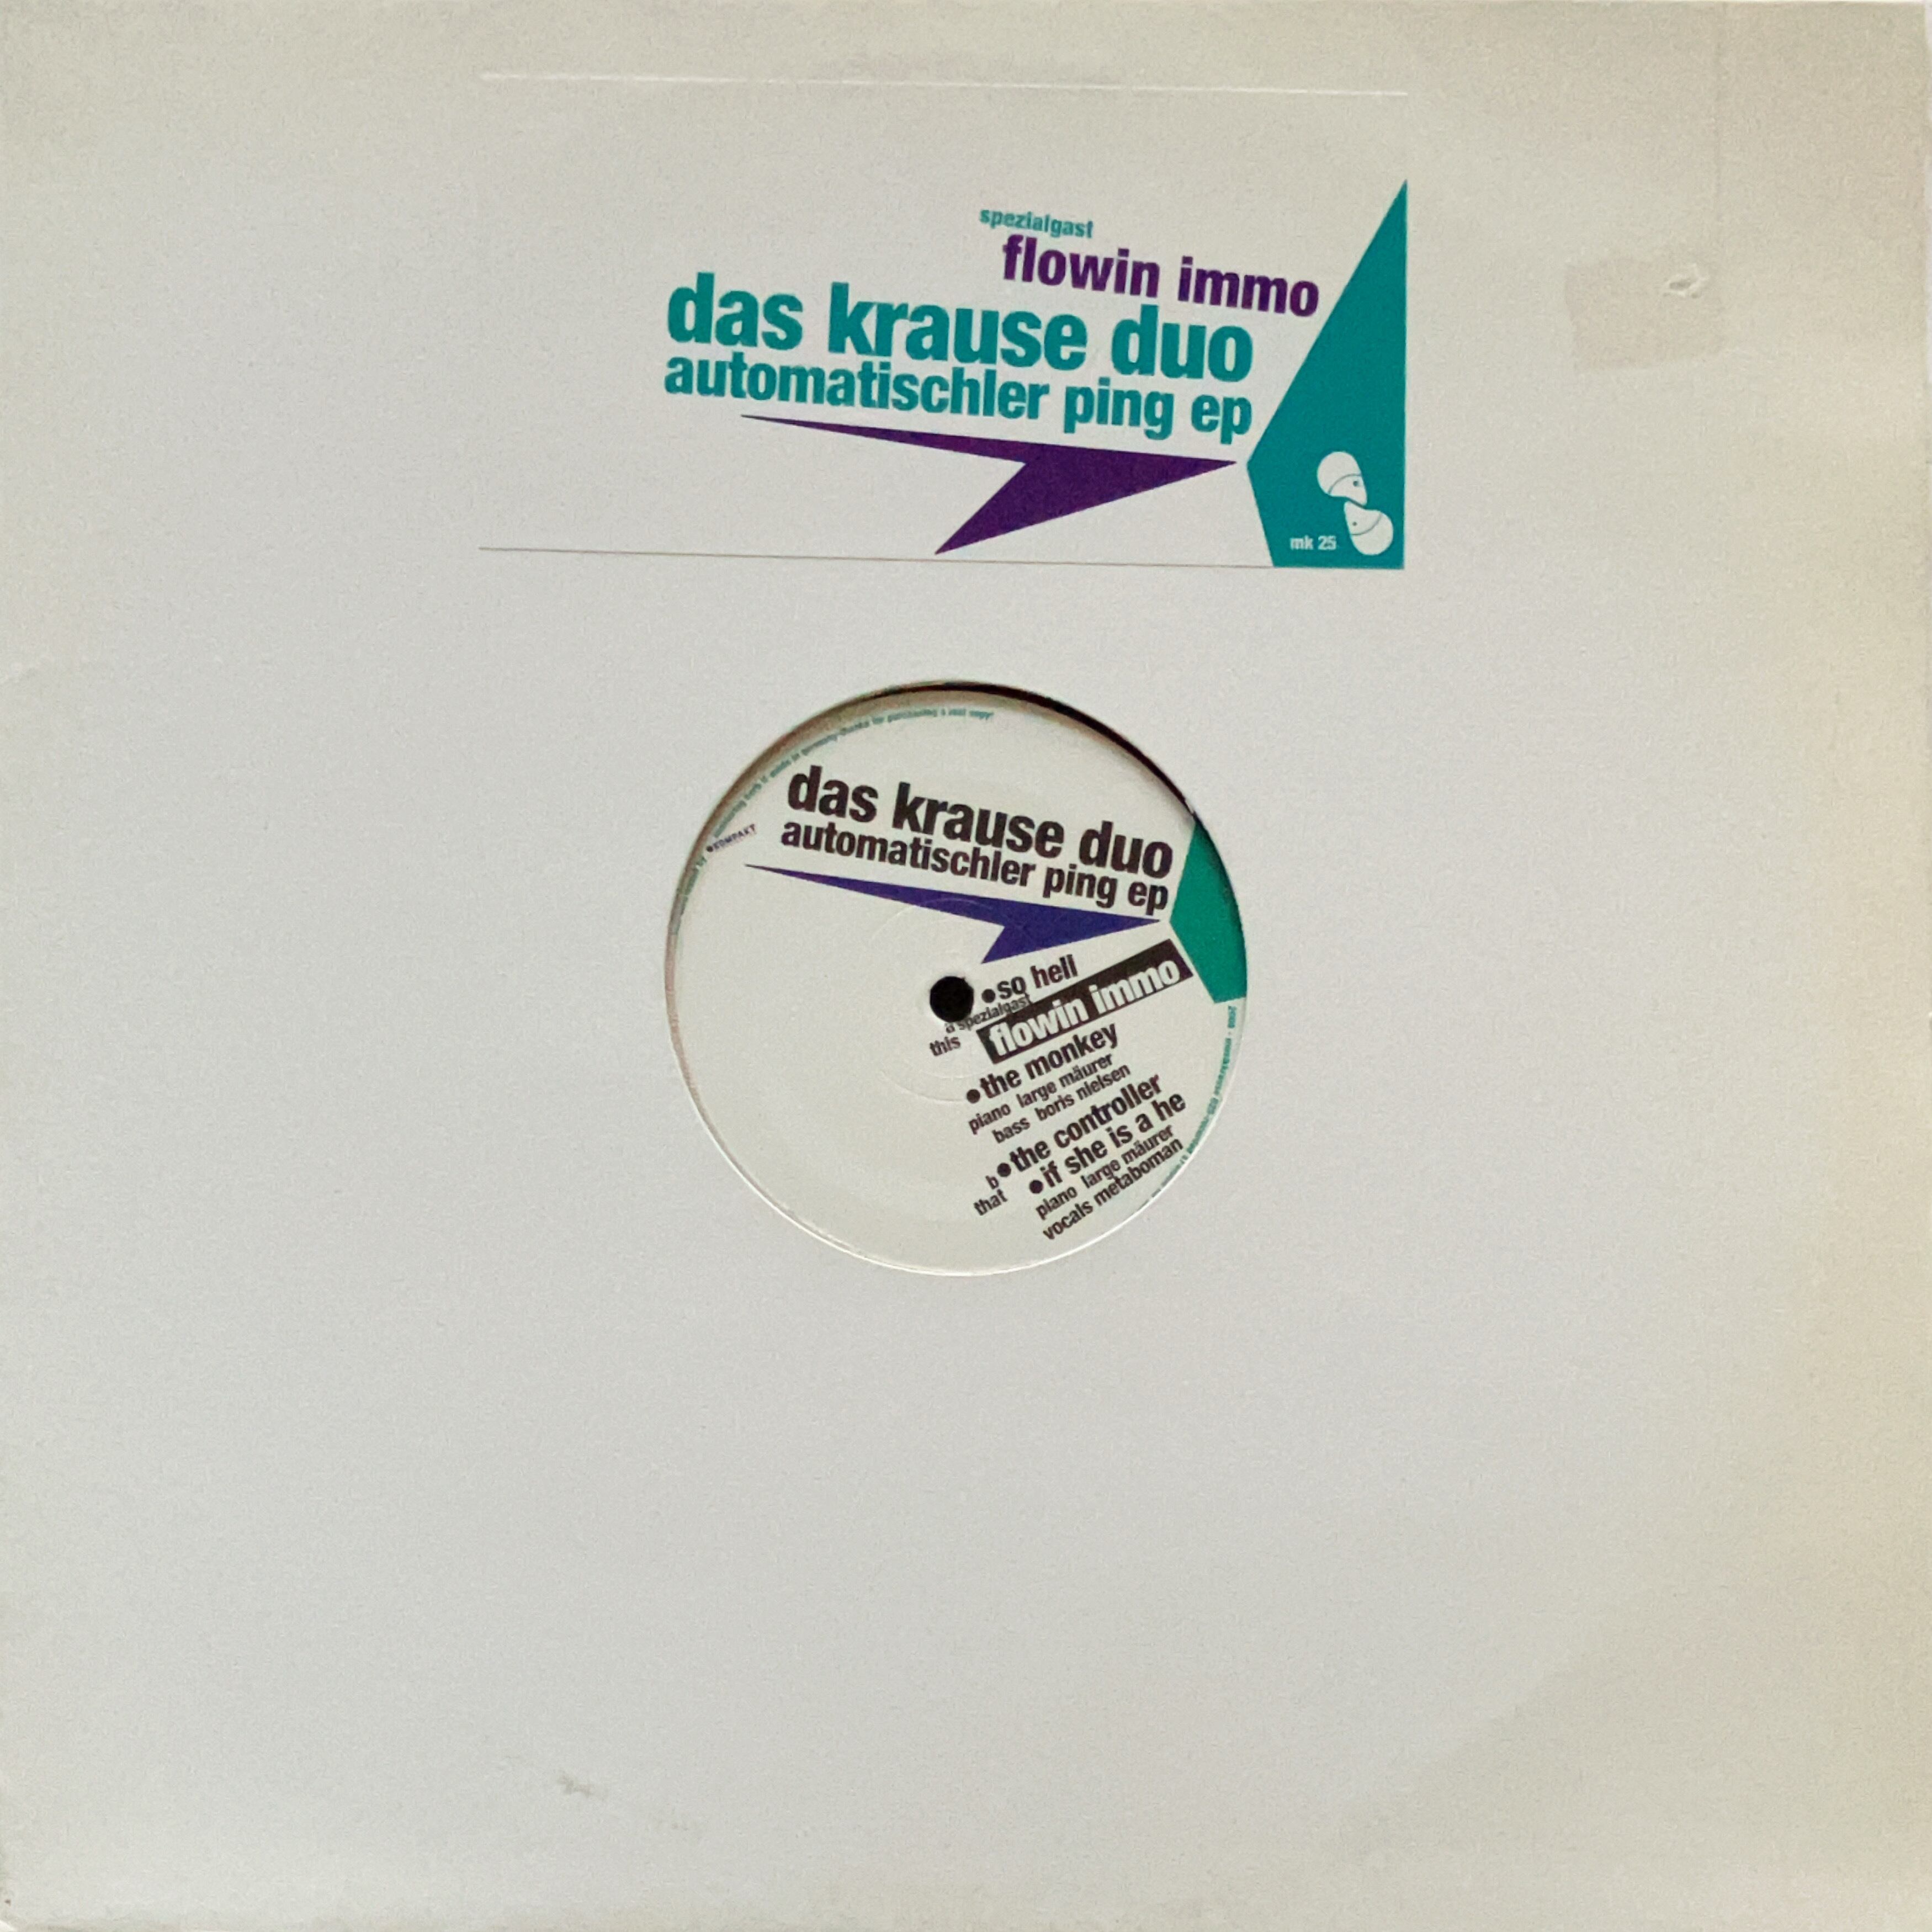 spezialgast
flowin immo
das krause duo
automatischler ping ep
mk 25
das krause duo
automatischler ping ep
KOMPAKT
so hell
a spezialgast
this
flowin immo
the monkey
piano large mäurer
bass boris nielsen
b the controller
that
if she is a he
piano large mäurer
vocals metaboman